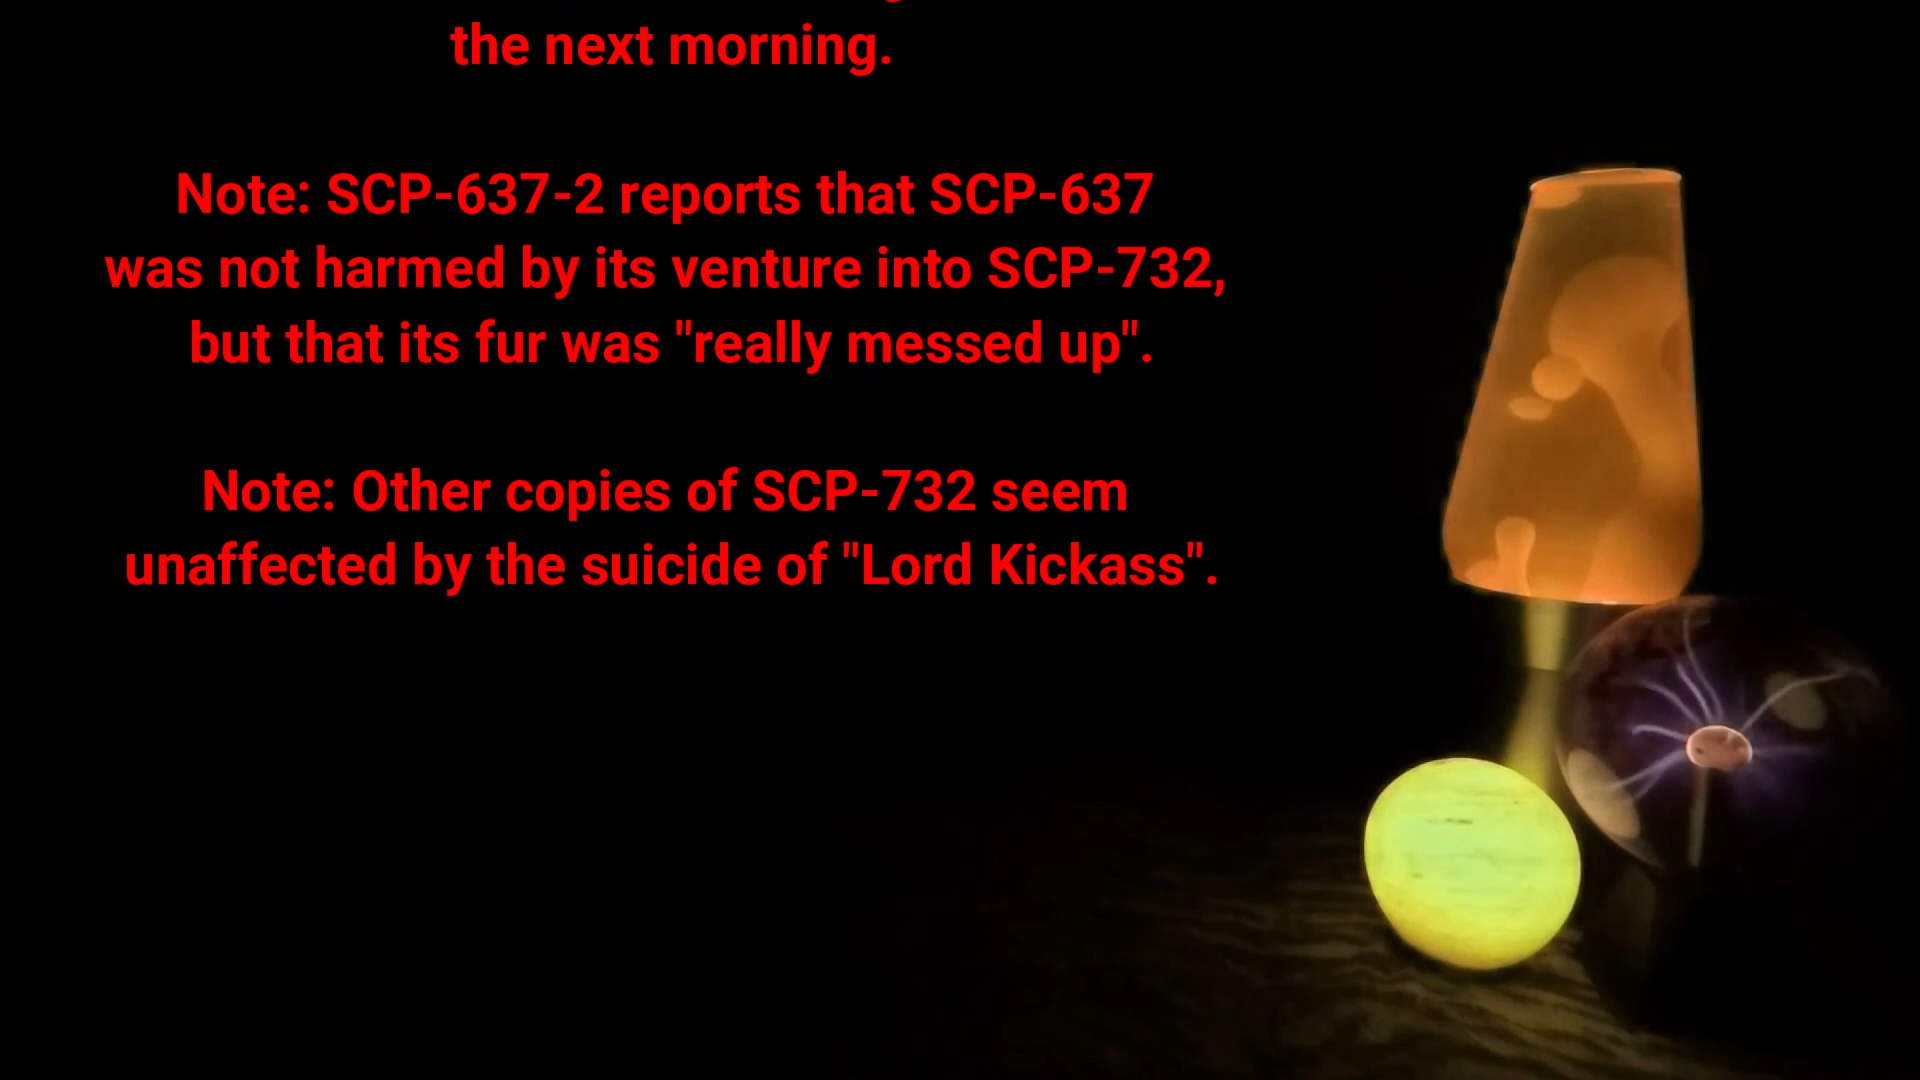 the next morning.
Note: SCP-637-2 reports that SCP-637
was not harmed by its venture into SCP-732,
but that its fur was "really messed up".
Note: Other copies of SCP-732 seem
unaffected by the suicide of "Lord Kickass".